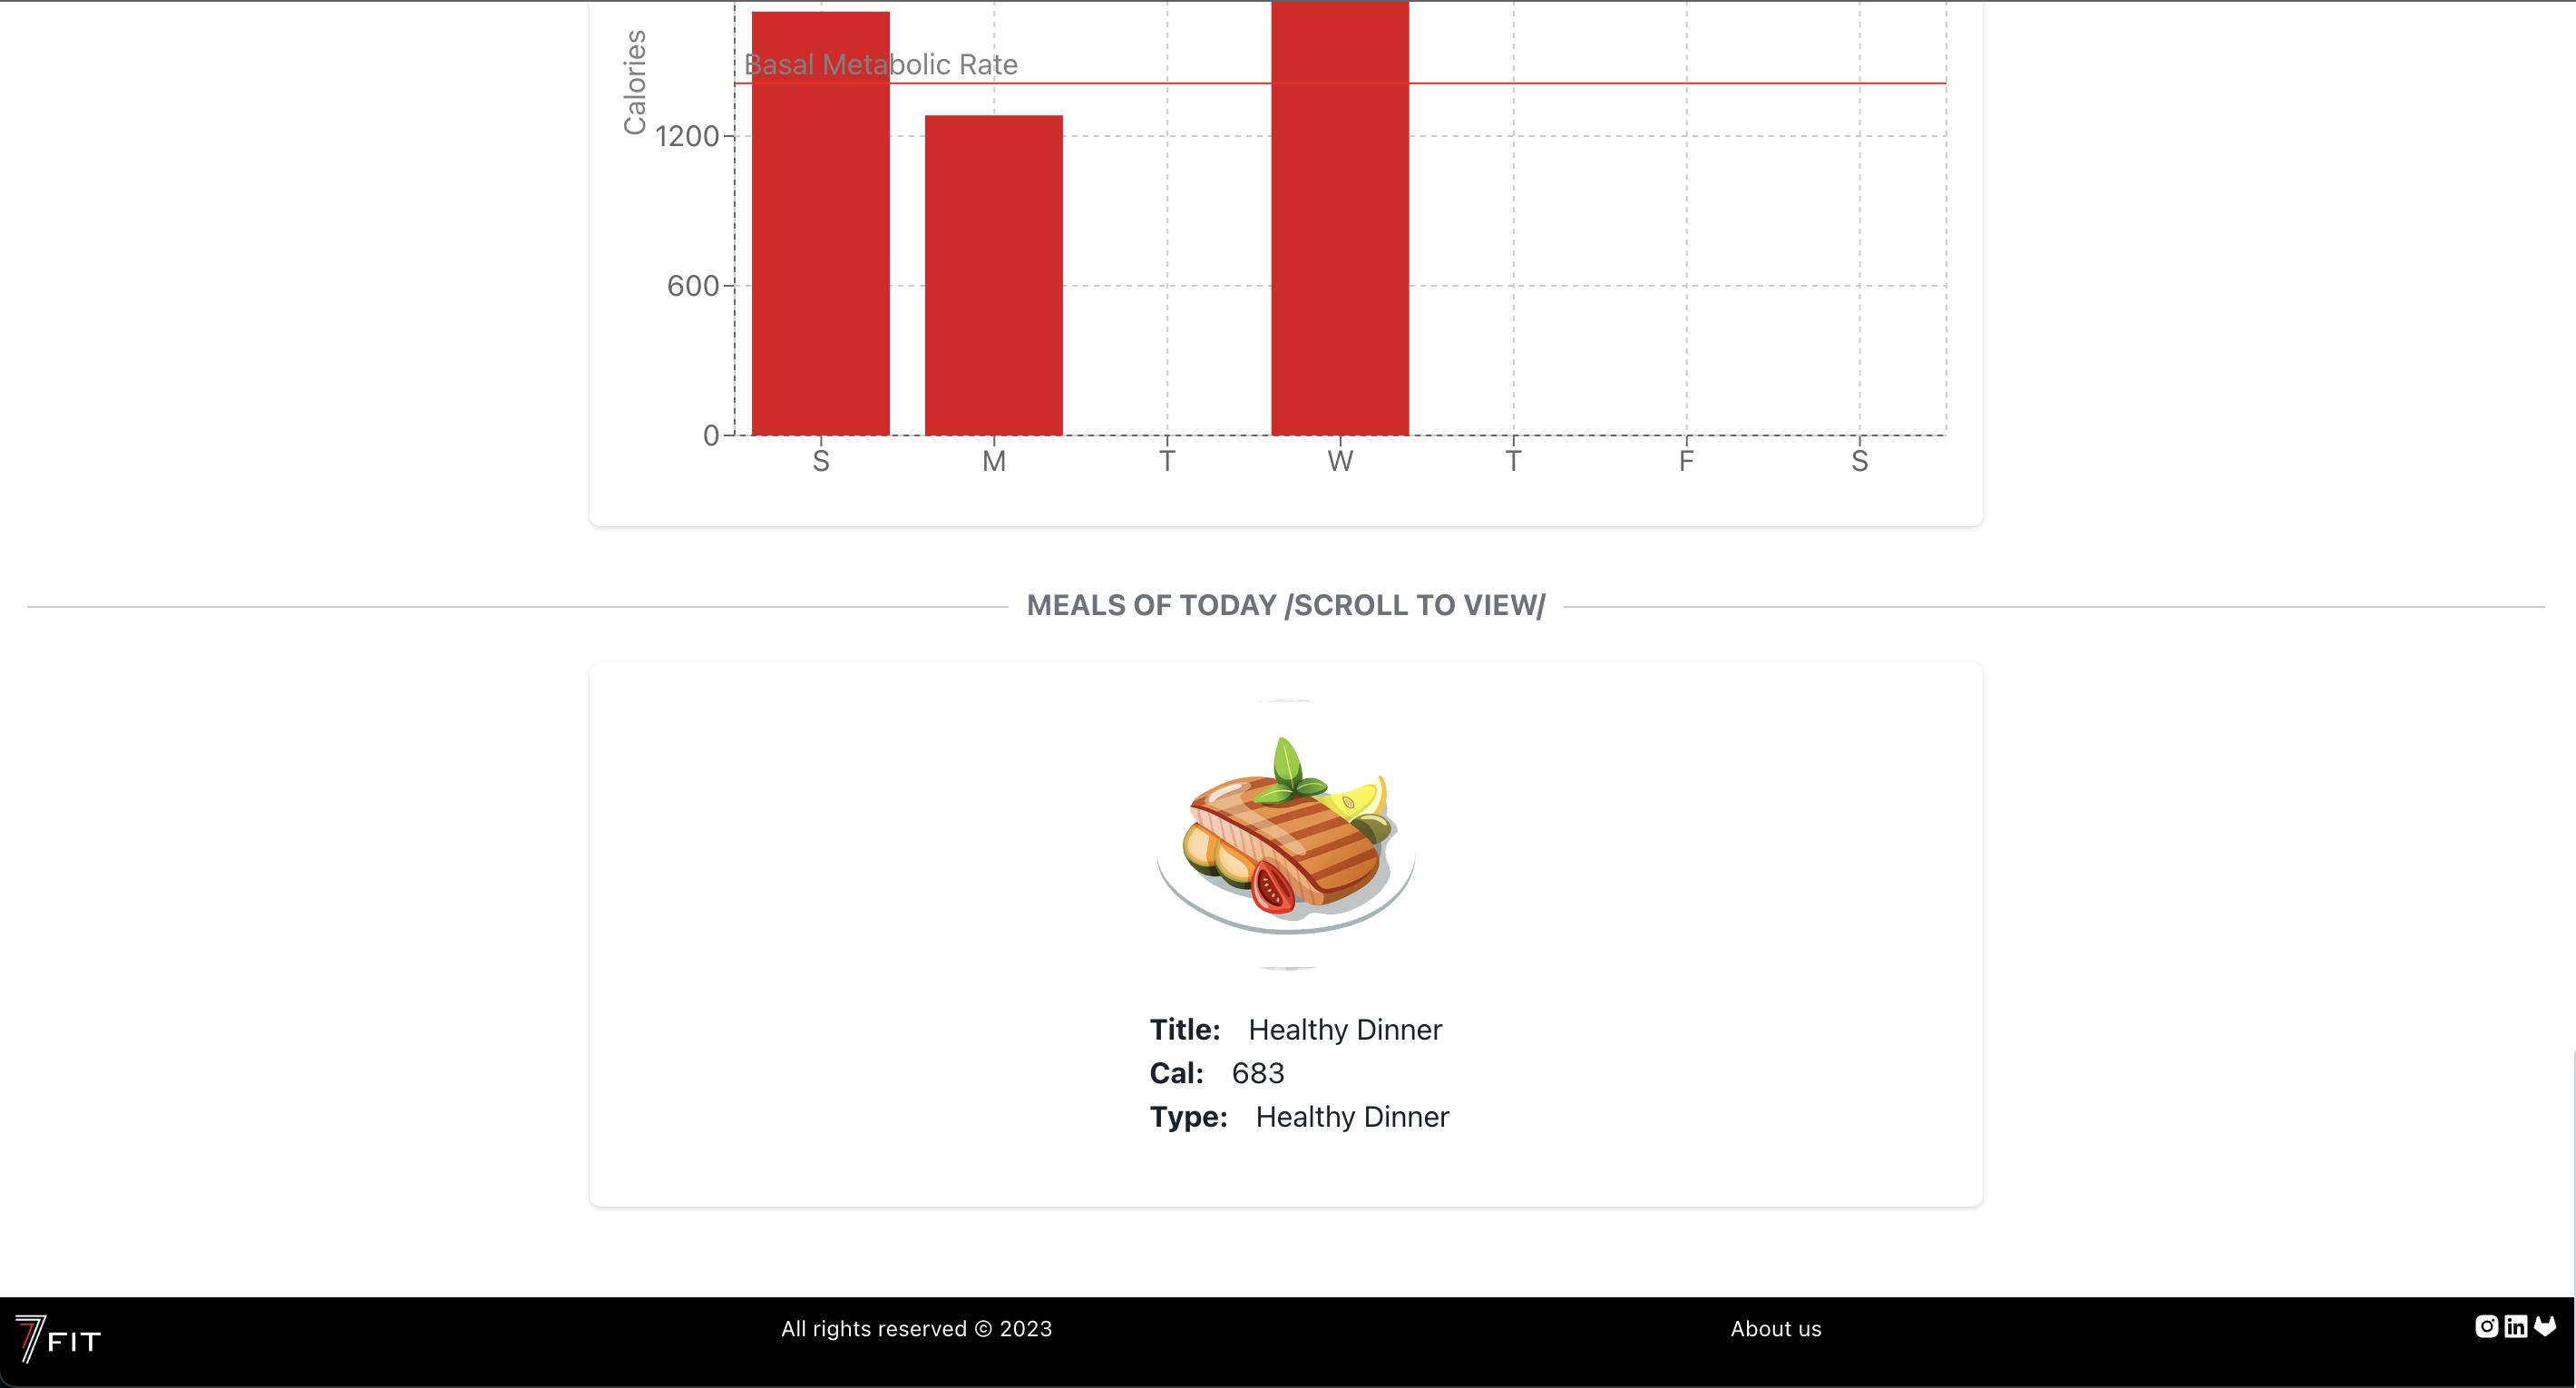 Calories
Basal Metabolic Rate
1200
600
0
S M T W T F S
MEALS OF TODAY /SCROLL TO VIEW/
Title: Healthy Dinner
Cal: 683
Type: Healthy Dinner
7FIT
All rights reserved © 2023
About us
in